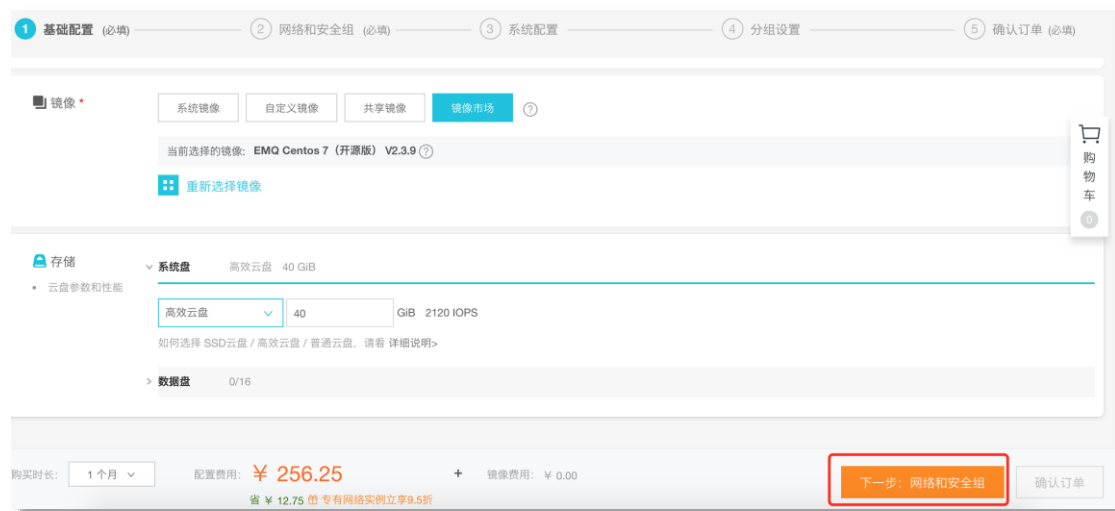 1 基础配置 (必填) 2 网络和安全组 (必填) 3 系统配置 4 分组设置 5 确认订单 (必填)
镜像 * 系统镜像 自定义镜像 共享镜像 镜像市场 ?
当前选择的镜像: EMQ Centos 7（开源版） V2.3.9 ?
重新选择镜像
购物车
0
存储 系统盘 高效云盘 40 GiB
• 云盘参数和性能
高效云盘 40 GiB 2120 IOPS
如何选择 SSD云盘 / 高效云盘 / 普通云盘，请看 详细说明>
> 数据盘 0/16
购买时长: 1 个月 配置费用: ¥ 256.25 + 镜像费用: ¥ 0.00 下一步：网络和安全组 确认订单
省 ¥ 12.75 专有网络实例立享9.5折